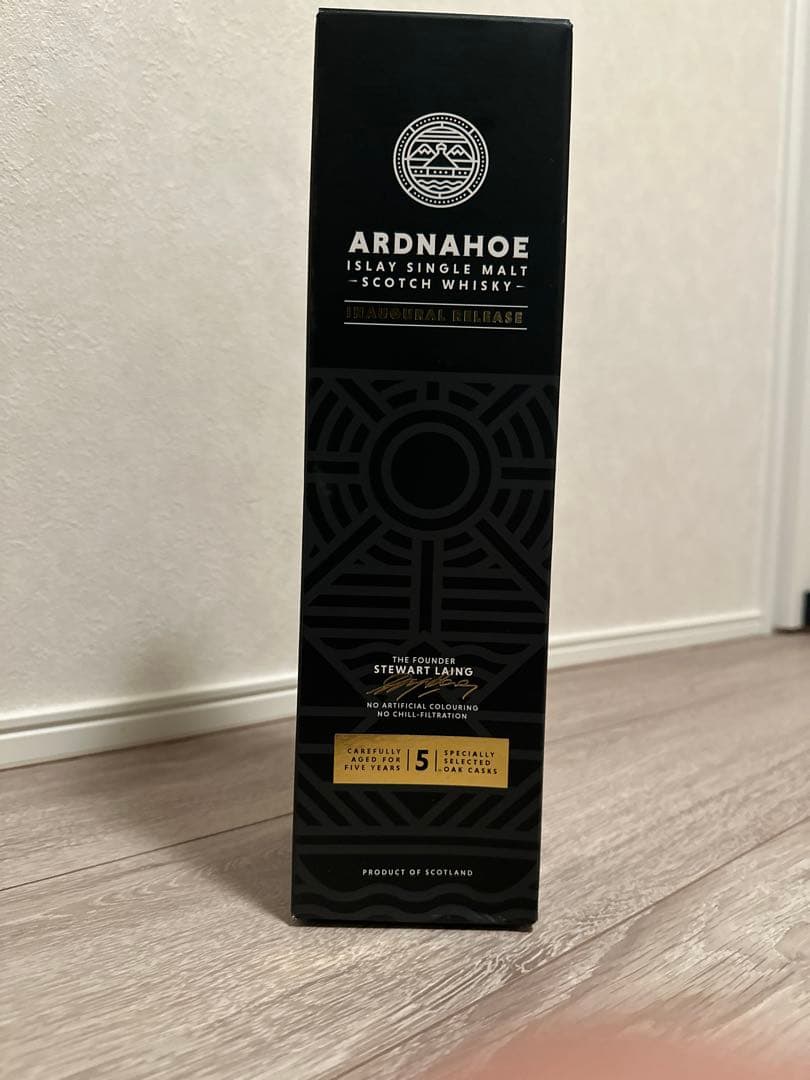 ARDNAHOE
ISLAY SINGLE MALT
SCOTCH WHISKY
INAUGURAL RELEASE
THE FOUNDER
STEWART LAING
NO ARTIFICIAL COLOURING
NO CHILL-FILTRATION
CAREFULLY
AGED FOR
FIVE YEARS
5
SPECIALLY
SELECTED
OAK CASKS
PRODUCT OF SCOTLAND